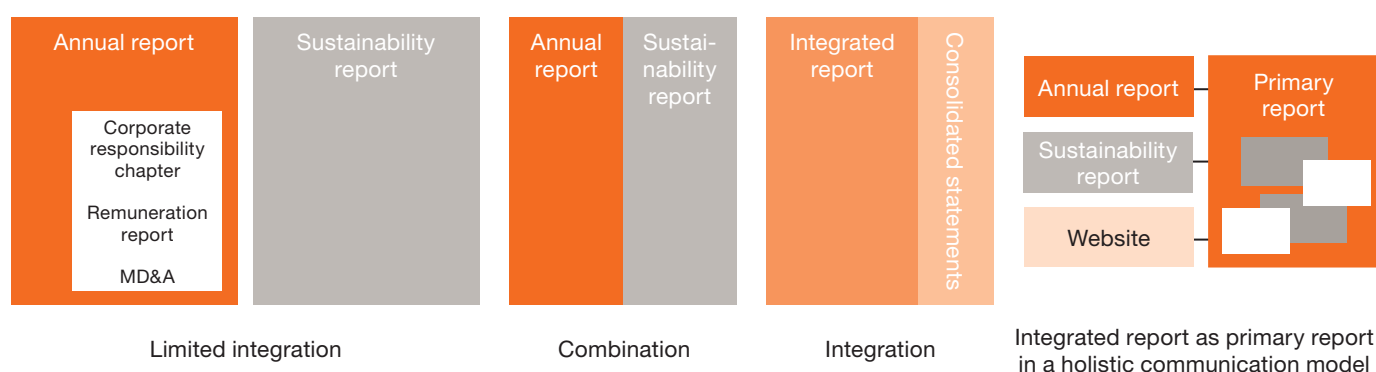 Annual report
Corporate
responsibility
chapter
Remuneration
report
MD&A
Sustainability
report
Limited integration
Annual
report
Sustai-
nability
report
Combination
Integrated
report
Consolidated statements
Integration
Annual report
Sustainability
report
Website
Primary
report
Integrated report as primary report
in a holistic communication model